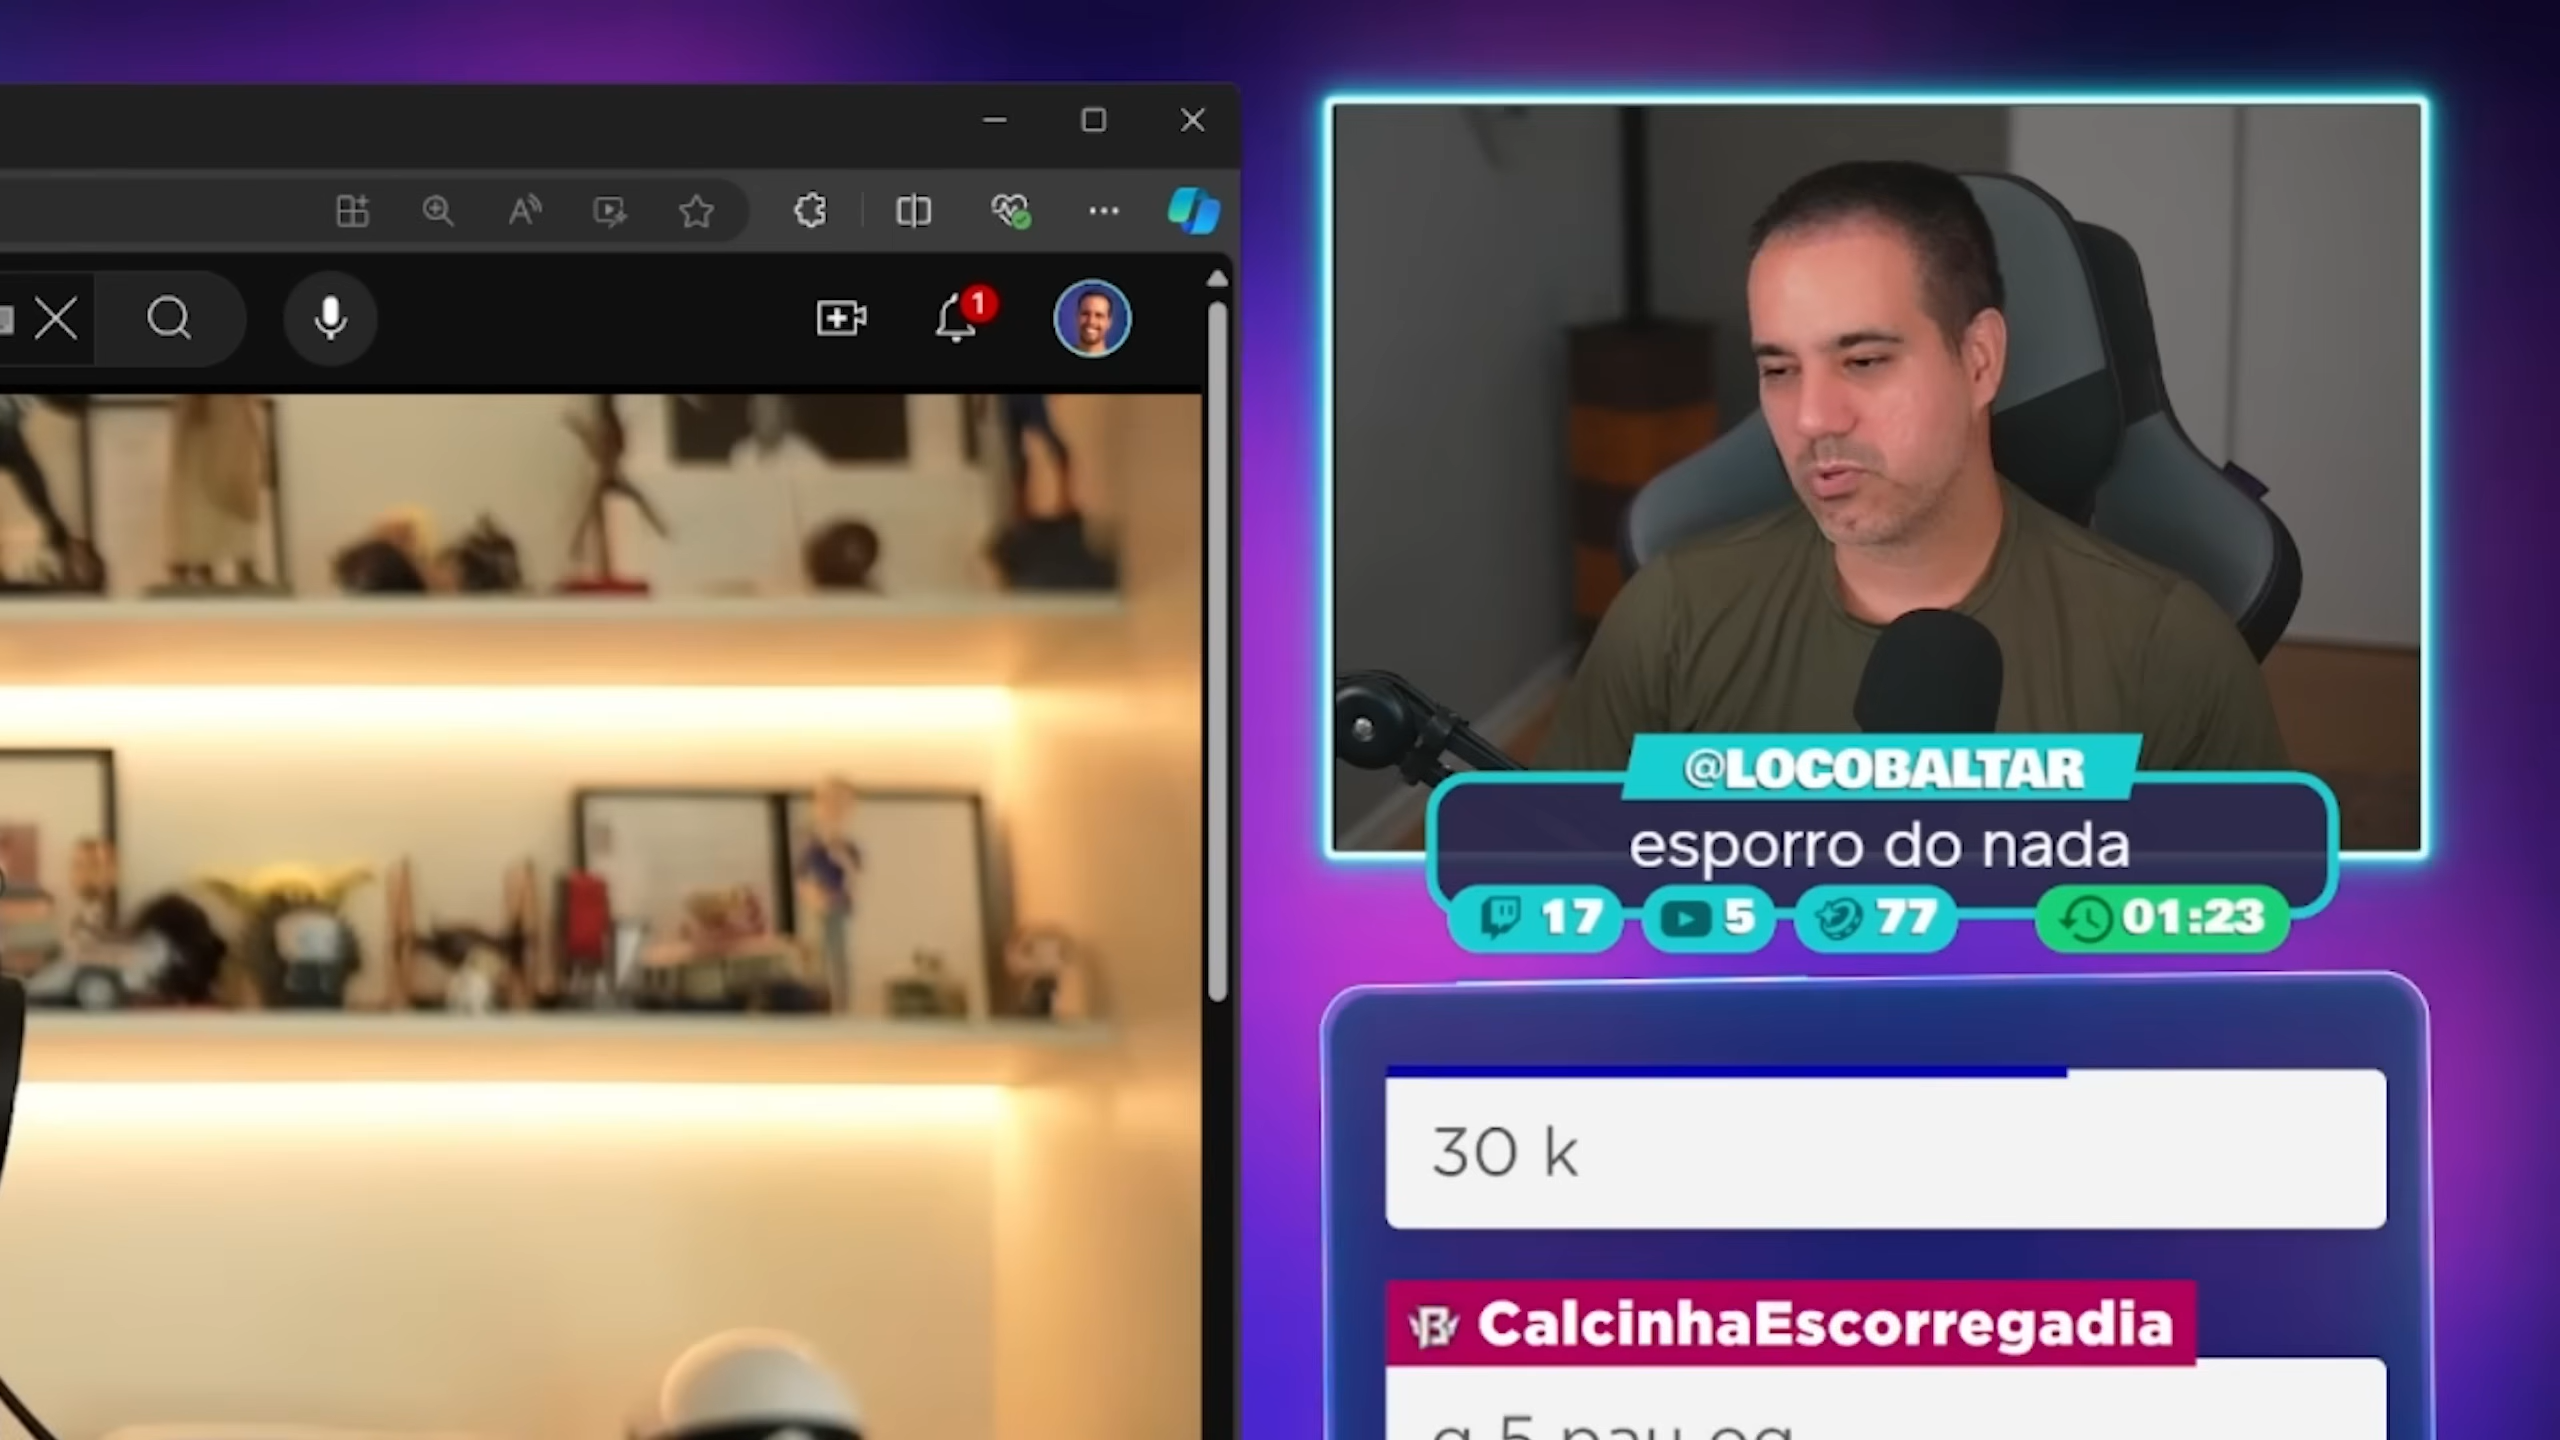 1
@LOCOBALTAR
esporro do nada
17 5 77 01:23
30 k
CalcinhaEscorregadia